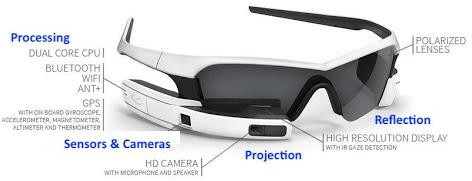 Processing
DUAL CORE CPU
BLUETOOTH
WIFI
ANT+
GPS
WITH ON BOARD GYROSCOPE,
ACCELEROMETER, MAGNETOMETER,
ALTIMETER AND THERMOMETER
Sensors & Cameras
HD CAMERA
WITH MICROPHONE AND SPEAKER
Projection
POLARIZED
LENSES
Reflection
HIGH RESOLUTION DISPLAY
WITH IR GAZE DETECTION